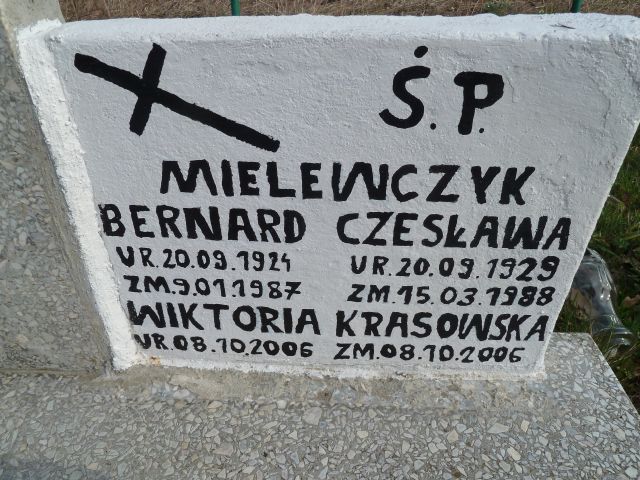 Ś.P.
MIELEWCZYK
BERNARD CZESŁAWA
UR.20.09.1924 UR.20.09.1929
ZM.9.01.1987 ZM.15.03.1988
WIKTORIA KRASOWSKA
UR.08.10.2006 ZM.08.10.2006